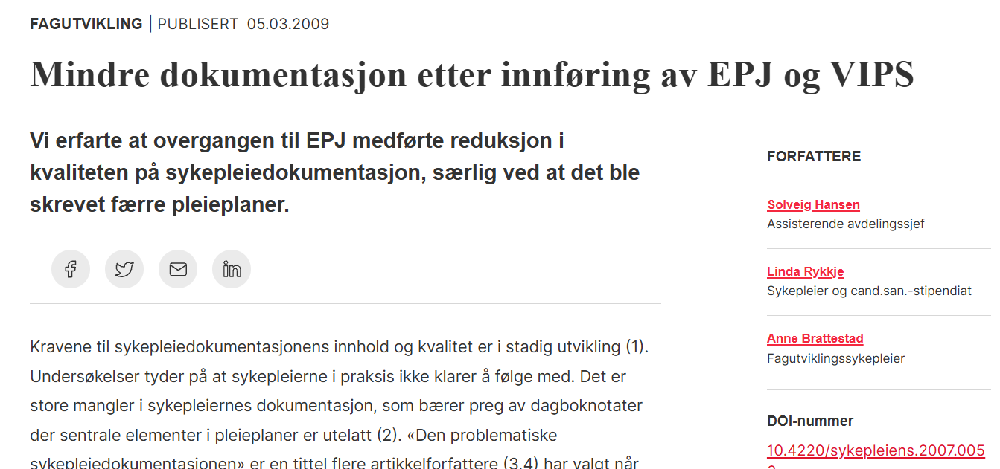 FAGUTVIKLING | PUBLISERT 05.03.2009
Mindre dokumentasjon etter innføring av EPJ og VIPS
Vi erfarte at overgangen til EPJ medførte reduksjon i
kvaliteten på sykepleiedokumentasjon, særlig ved at det ble
skrevet færre pleieplaner.
Kravene til sykepleiedokumentasjonens innhold og kvalitet er i stadig utvikling (1).
Undersøkelser tyder på at sykepleierne i praksis ikke klarer å følge med. Det er
store mangler i sykepleiernes dokumentasjon, som bærer preg av dagboknotater
der sentrale elementer i pleieplaner er utelatt (2). «Den problematiske
sykepleiedokumentasjonen» er en tittel flere artikkelforfattere (3,4) har valgt når
FORFATTERE
Solveig Hansen
Assisterende avdelingssjef
Linda Rykkje
Sykepleier og cand.san.-stipendiat
Anne Brattestad
Fagutviklingssykepleier
DOI-nummer
10.4220/sykepleiens.2007.005